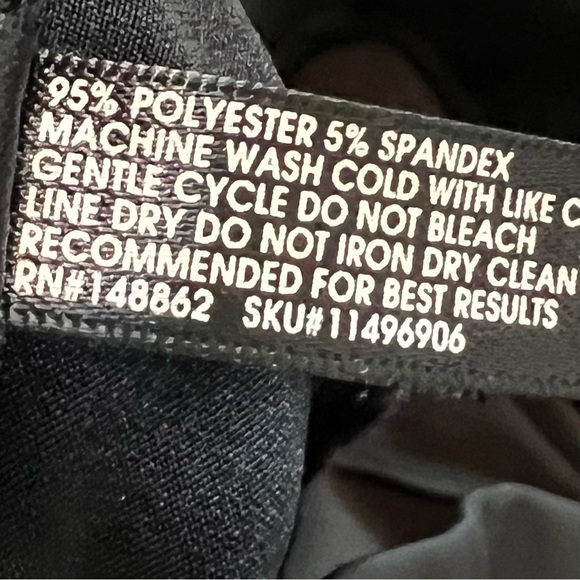 95% POLYESTER 5% SPANDEX
MACHINE WASH COLD WITH LIKE C
GENTLE CYCLE DO NOT BLEACH
LINE DRY DO NOT IRON DRY CLEAN
RECOMMENDED FOR BEST RESULTS
RN#148862 SKU#11496906